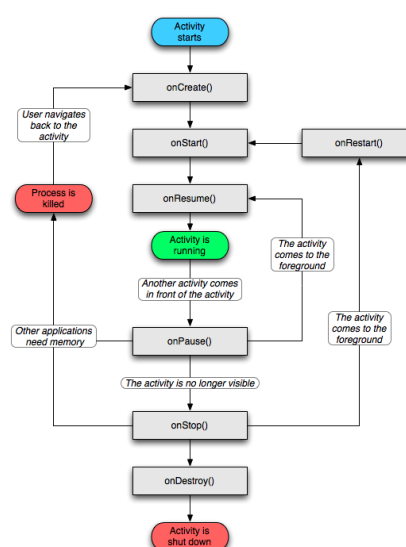 Activity
starts
onCreate()
User navigates
back to the
activity
onStart()
onRestart()
Process is
killed
onResume()
Activity is
running
The activity
comes to the
foreground
Another activity comes
in front of the activity
The activity
comes to the
foreground
Other applications
need memory
onPause()
The activity is no longer visible
onStop()
onDestroy()
Activity is
shut down